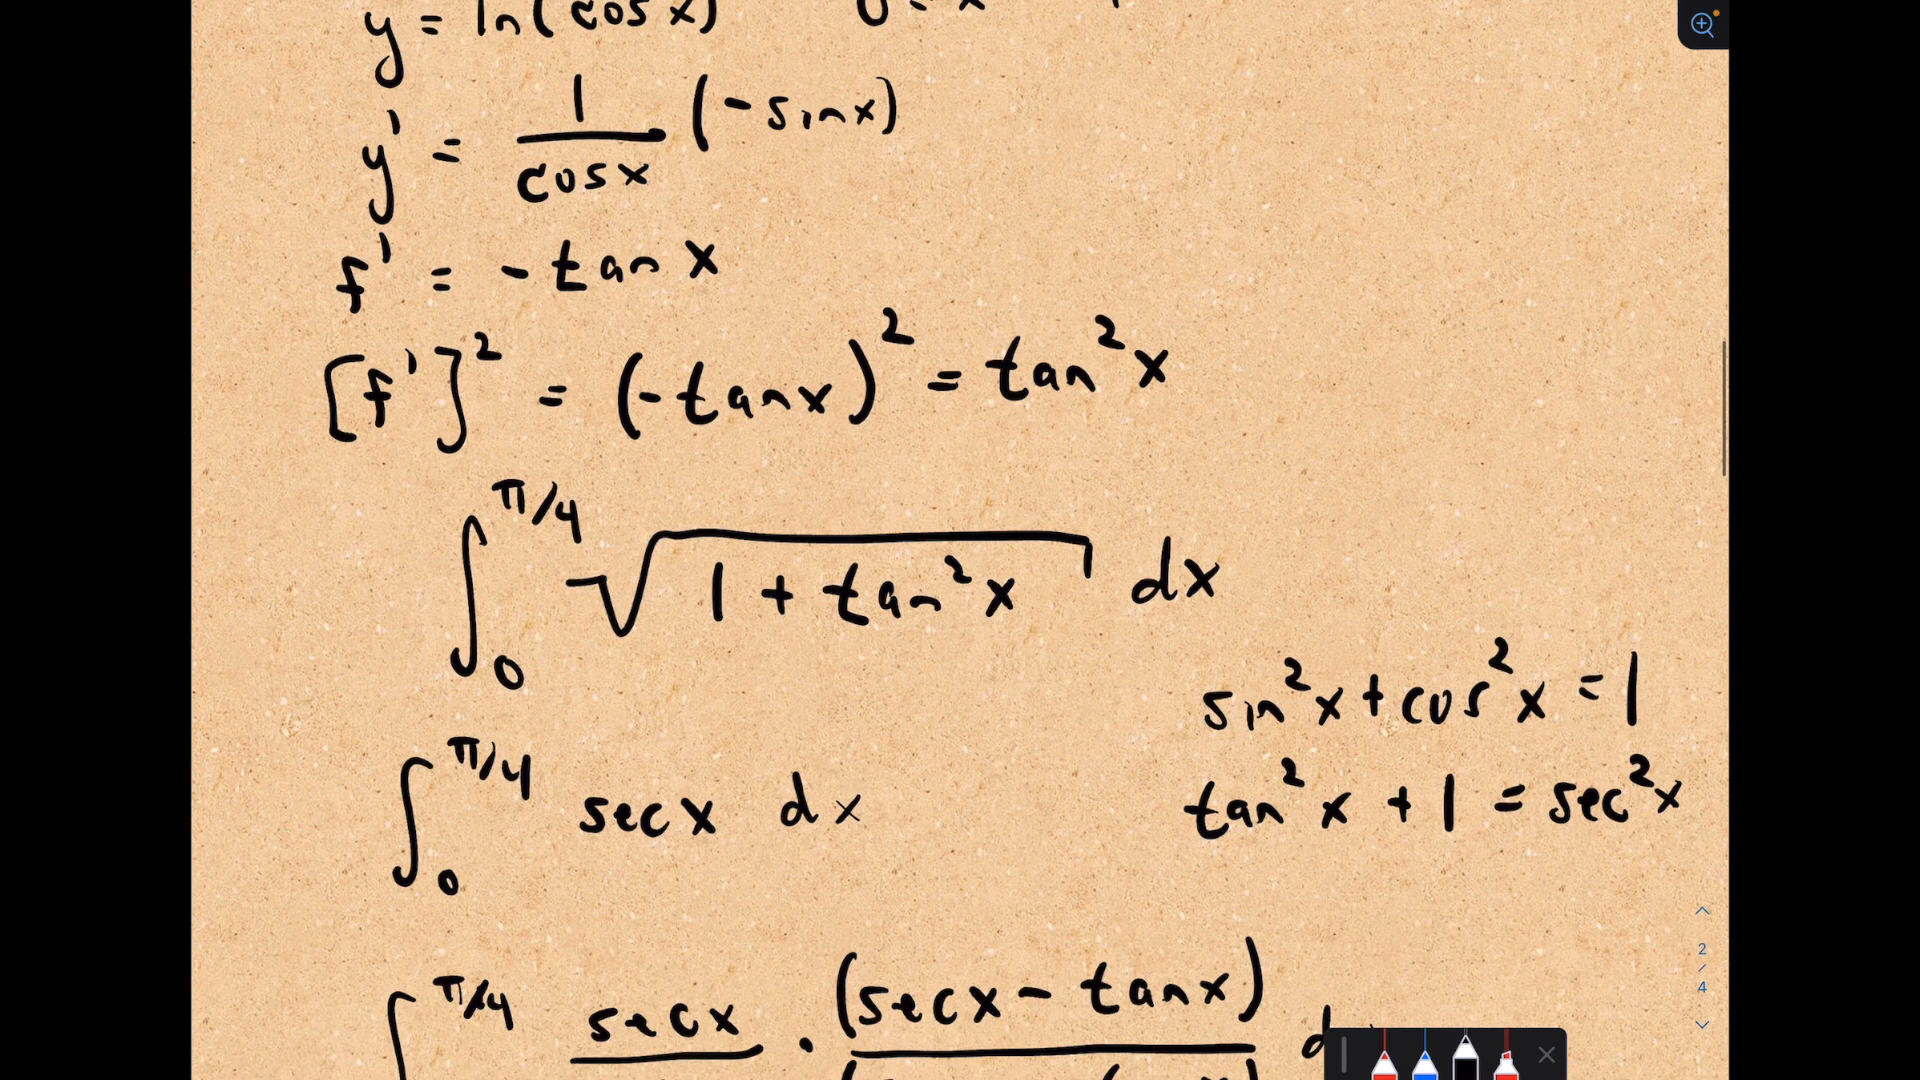 y = ln(cos x) 0
y' = 1/cos x (-sin x)
f' = -tan x
[f']² = (-tan x)² = tan²x
∫₀^π/4 √(1 + tan²x) dx
sin²x + cos²x = 1
∫₀^π/4 sec x dx
tan²x + 1 = sec²x
∫^π/4 sec x · (sec x - tan x) d
2
/
4